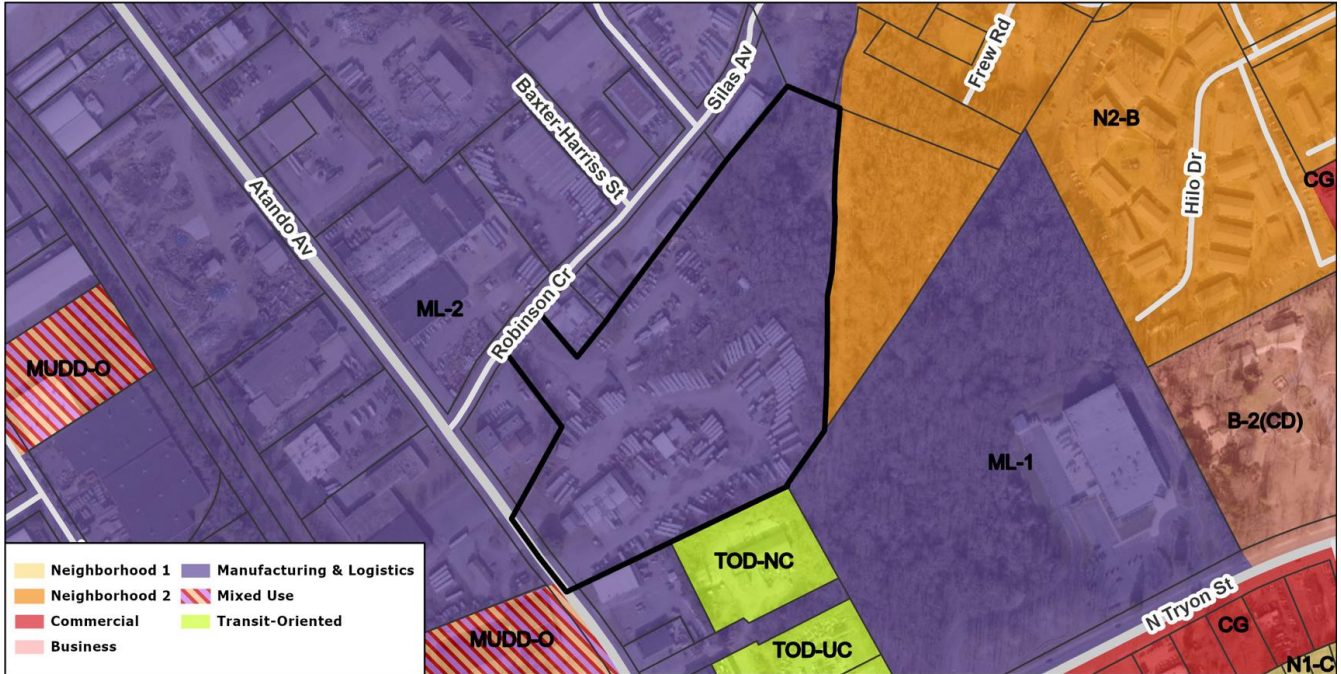 Frew Rd
Silas Av
Baxter-Harriss St
N2-B
Hilo Dr
CG
Atando Av
ML-2
Robinson Cr
MUDD-O
B-2(CD)
ML-1
TOD-NC
N Tryon St
MUDD-O
TOD-UC
CG
N1-C
Neighborhood 1
Neighborhood 2
Commercial
Business
Manufacturing & Logistics
Mixed Use
Transit-Oriented